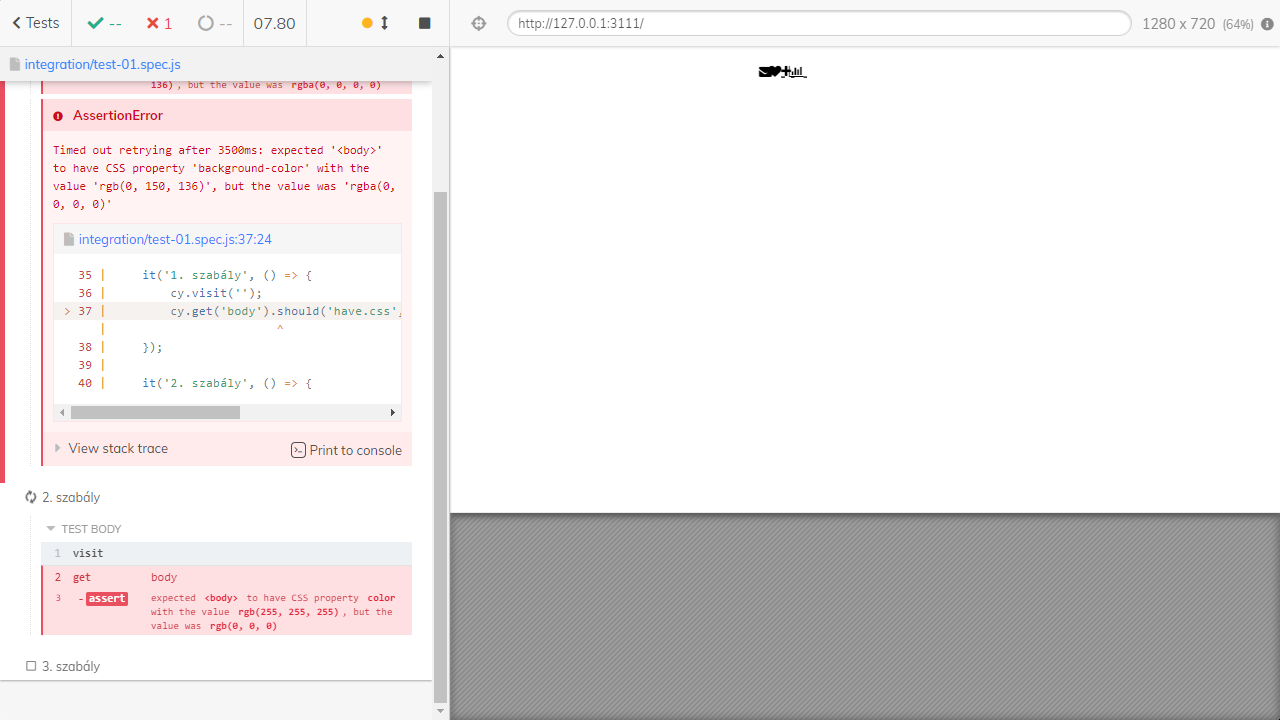 Tests -- 1 -- 07.80 http://127.0.0.1:3111/ 1280 x 720 (64%)
integration/test-01.spec.js
136), but the value was rgba(0, 0, 0, 0)
AssertionError
Timed out retrying after 3500ms: expected '<body>'
to have CSS property 'background-color' with the
value 'rgb(0, 150, 136)', but the value was 'rgba(0,
0, 0, 0)'
integration/test-01.spec.js:37:24
35 | it('1. szabály', () => {
36 | cy.visit('');
> 37 | cy.get('body').should('have.css',
| ^
38 | });
39 |
40 | it('2. szabály', () => {
View stack trace Print to console
2. szabály
TEST BODY
1 visit
2 get body
3 -assert expected <body> to have CSS property color
with the value rgb(255, 255, 255), but the
value was rgb(0, 0, 0)
3. szabály